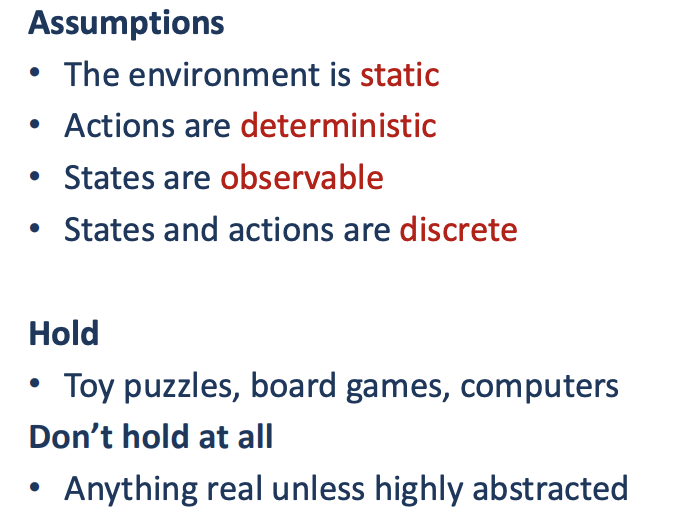 Assumptions
• The environment is static
• Actions are deterministic
• States are observable
• States and actions are discrete
Hold
• Toy puzzles, board games, computers
Don’t hold at all
• Anything real unless highly abstracted